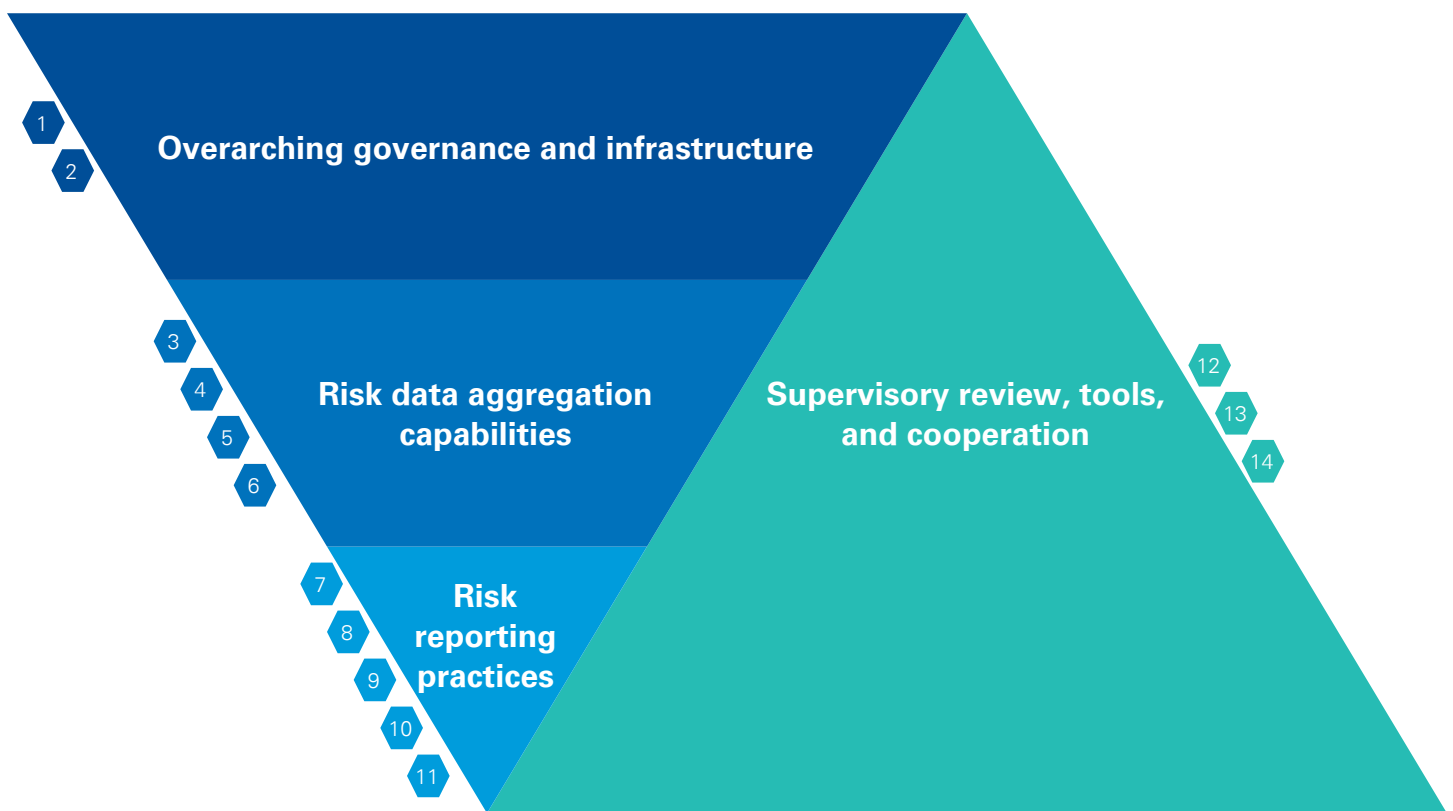 1
2
Overarching governance and infrastructure
3
4
5
6
Risk data aggregation
capabilities
7
8
9
10
11
Risk
reporting
practices
Supervisory review, tools,
and cooperation
12
13
14